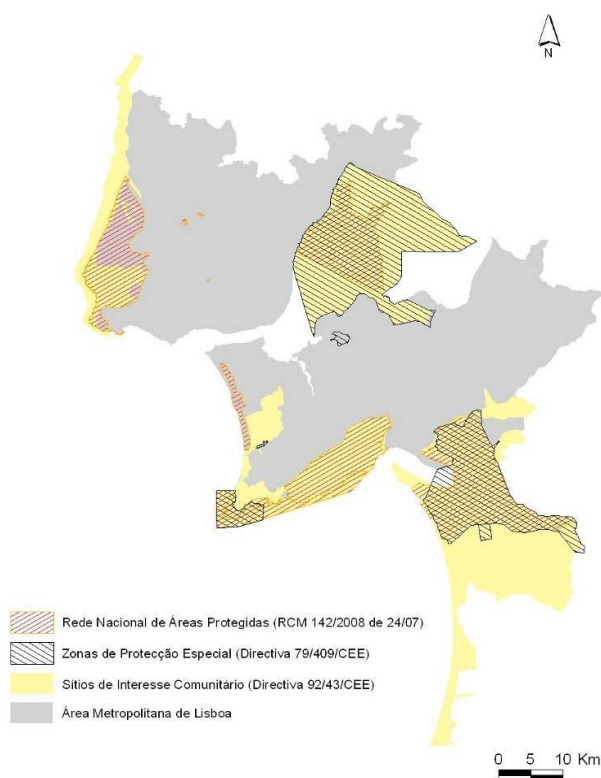 N
Rede Nacional de Áreas Protegidas (RCM 142/2008 de 24/07)
Zonas de Protecção Especial (Directiva 79/409/CEE)
Sítios de Interesse Comunitário (Directiva 92/43/CEE)
Área Metropolitana de Lisboa
0 5 10 Km